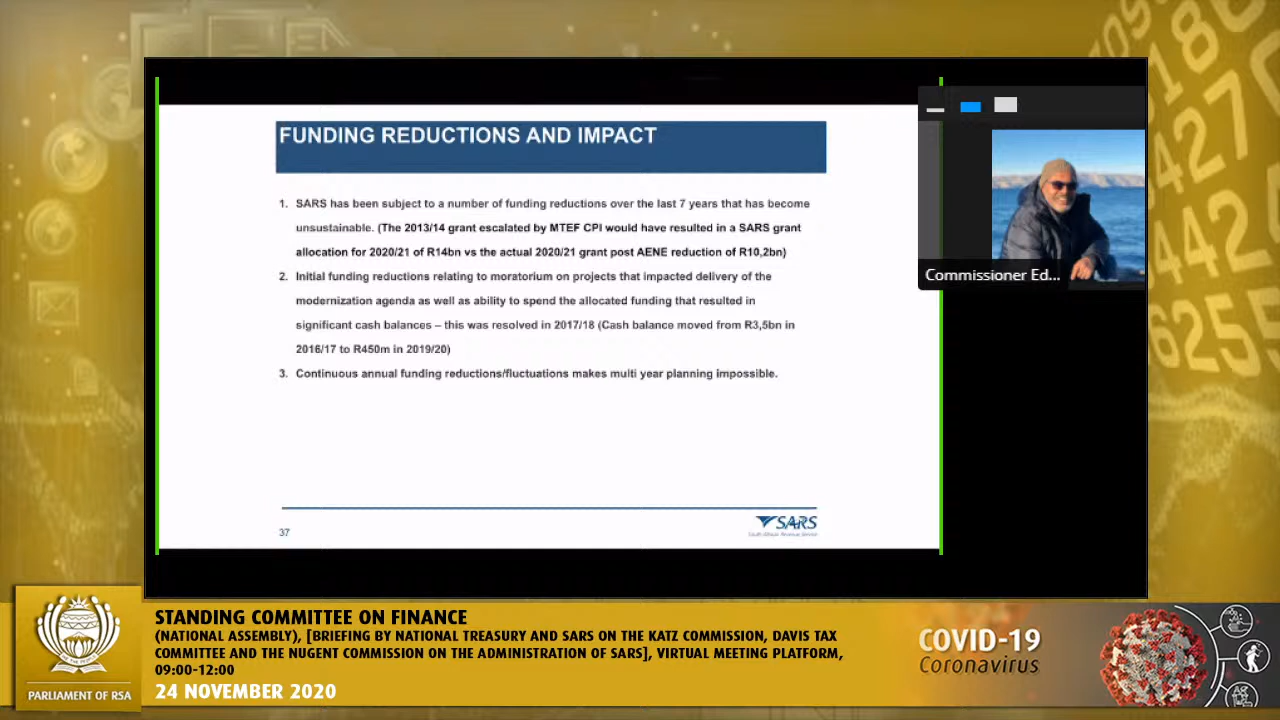 FUNDING REDUCTIONS AND IMPACT
1. SARS has been subject to a number of funding reductions over the last 7 years that has become
unsustainable. (The 2013/14 grant escalated by MTEF CPI would have resulted in a SARS grant
allocation for 2020/21 of R14bn vs the actual 2020/21 grant post AENE reduction of R10,2bn)
2. Initial funding reductions relating to moratorium on projects that impacted delivery of the
modernization agenda as well as ability to spend the allocated funding that resulted in
significant cash balances – this was resolved in 2017/18 (Cash balance moved from R3,5bn in
2016/17 to R450m in 2019/20)
3. Continuous annual funding reductions/fluctuations makes multi year planning impossible.
37
SARS
South African Revenue Service
Commissioner Ed...
PARLIAMENT OF RSA
STANDING COMMITTEE ON FINANCE
(NATIONAL ASSEMBLY), [BRIEFING BY NATIONAL TREASURY AND SARS ON THE KATZ COMMISSION, DAVIS TAX
COMMITTEE AND THE NUGENT COMMISSION ON THE ADMINISTRATION OF SARS], VIRTUAL MEETING PLATFORM,
09:00-12:00
24 NOVEMBER 2020
COVID-19
Coronavirus